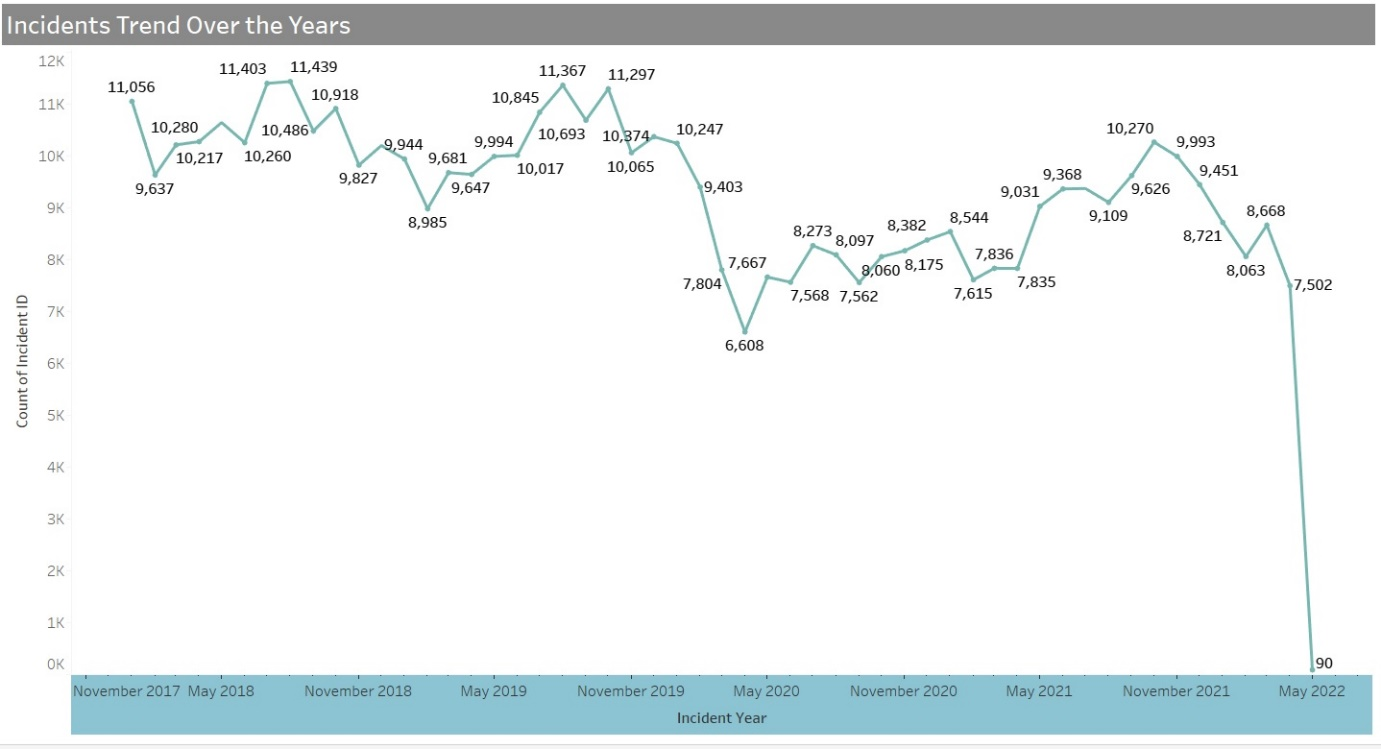 Incidents Trend Over the Years
12K
11K
10K
9K
8K
7K
6K
5K
4K
3K
2K
1K
0K
Count of Incident ID
11,056
9,637
10,280
10,217
11,403
10,260
11,439
10,486
10,918
9,827
9,944
8,985
9,681
9,647
9,994
10,017
10,845
11,367
10,693
11,297
10,374
10,065
10,247
9,403
7,804
6,608
7,667
7,568
8,273
8,097
7,562
8,060
8,382
8,175
8,544
7,615
7,836
7,835
9,031
9,368
9,109
9,626
10,270
9,993
9,451
8,721
8,063
8,668
7,502
90
November 2017 May 2018 November 2018 May 2019 November 2019 May 2020 November 2020 May 2021 November 2021 May 2022
Incident Year